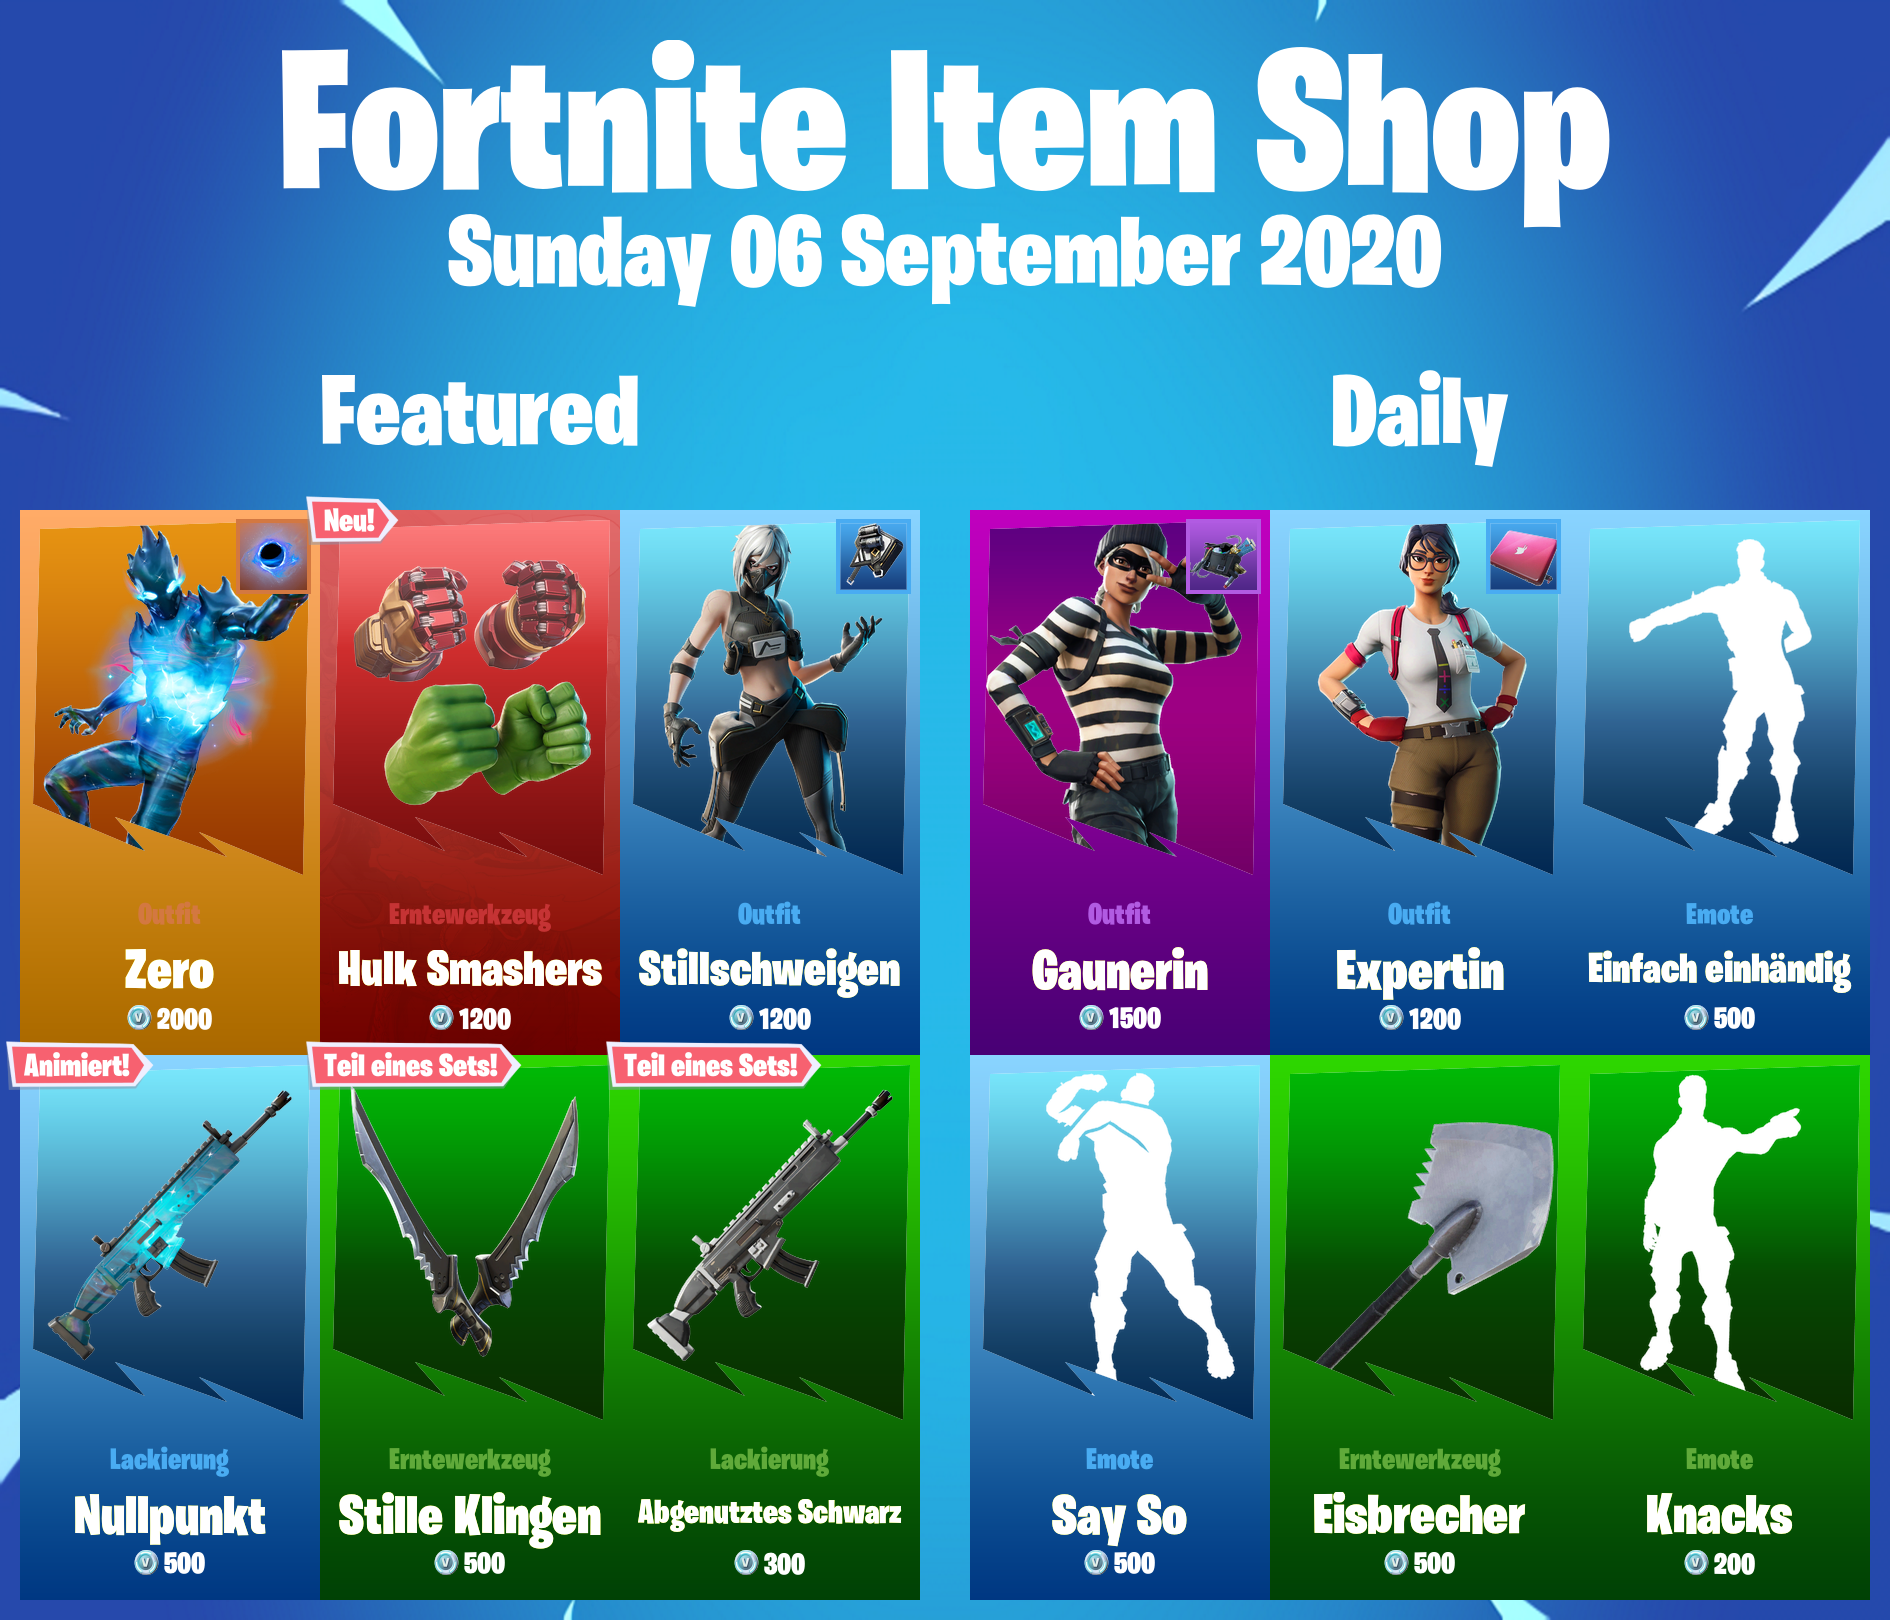 Fortnite Item Shop
Sunday 06 September 2020
Featured
Outfit
Zero
2000
Neu!
Erntewerkzeug
Hulk Smashers
1200
Outfit
Stillschweigen
1200
Animiert!
Lackierung
Nullpunkt
500
Teil eines Sets!
Erntewerkzeug
Stille Klingen
500
Teil eines Sets!
Lackierung
Abgenutztes Schwarz
300
Daily
Outfit
Gaunerin
1500
Outfit
Expertin
1200
Emote
Einfach einhändig
500
Emote
Say So
500
Erntewerkzeug
Eisbrecher
500
Emote
Knacks
200